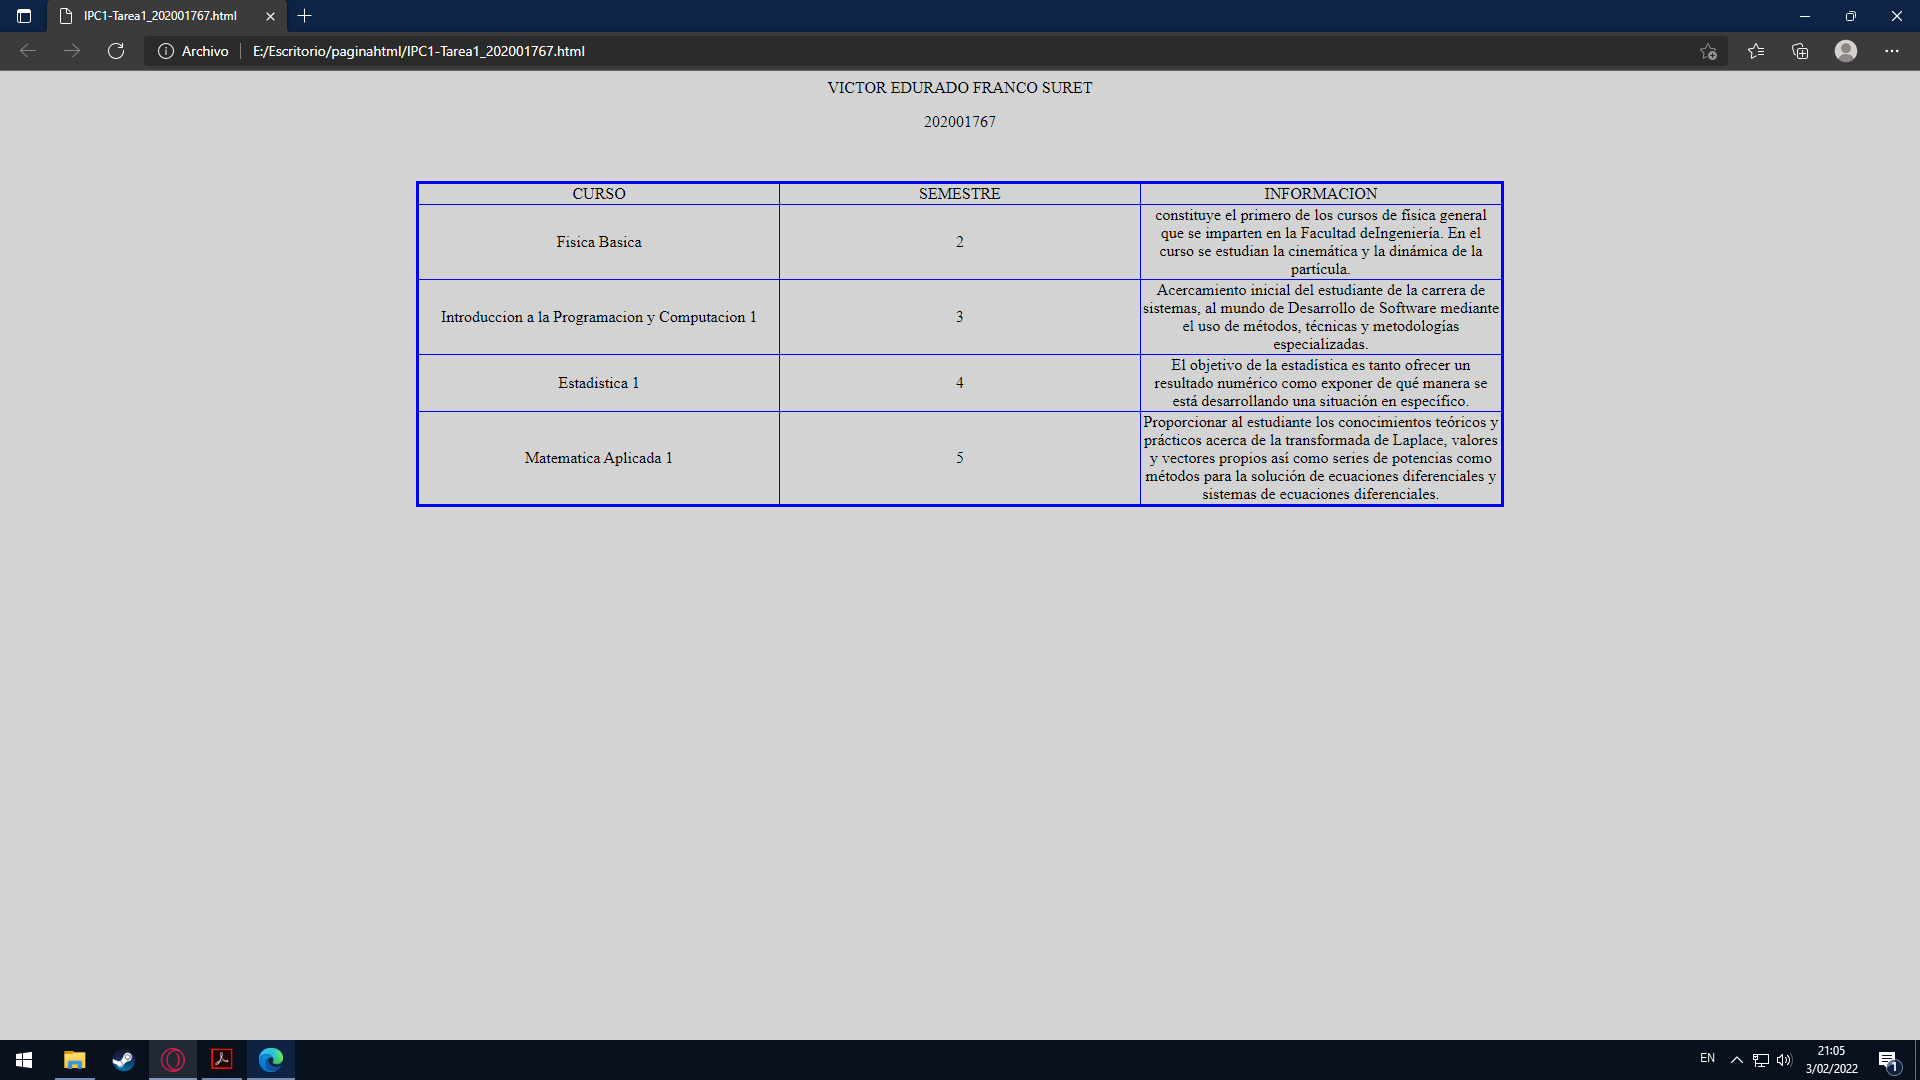 IPC1-Tarea1_202001767.html
Archivo
E:/Escritorio/paginahtml/IPC1-Tarea1_202001767.html
VICTOR EDURADO FRANCO SURET
202001767
CURSO SEMESTRE INFORMACION
Fisica Basica
2
constituye el primero de los cursos de física general
que se imparten en la Facultad deIngeniería. En el
curso se estudian la cinemática y la dinámica de la
partícula.
Introduccion a la Programacion y Computacion 1
3
Acercamiento inicial del estudiante de la carrera de
sistemas, al mundo de Desarrollo de Software mediante
el uso de métodos, técnicas y metodologías
especializadas.
Estadistica 1
4
El objetivo de la estadística es tanto ofrecer un
resultado numérico como exponer de qué manera se
está desarrollando una situación en específico.
Matematica Aplicada 1
5
Proporcionar al estudiante los conocimientos teóricos y
prácticos acerca de la transformada de Laplace, valores
y vectores propios así como series de potencias como
métodos para la solución de ecuaciones diferenciales y
sistemas de ecuaciones diferenciales.
EN
21:05
3/02/2022
1